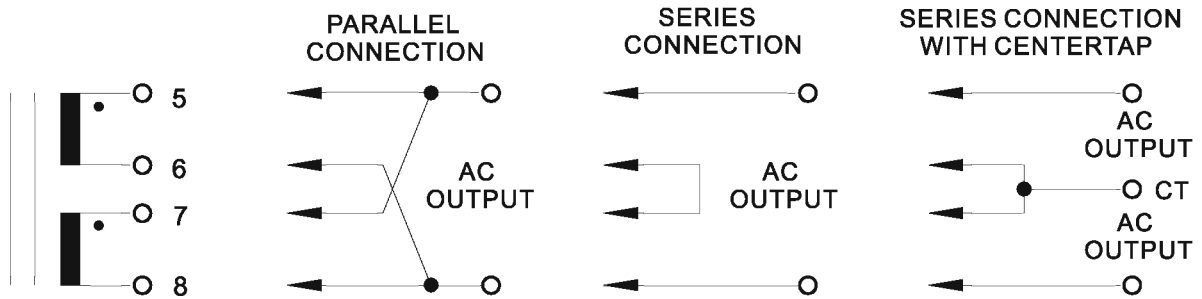 PARALLEL
CONNECTION
SERIES
CONNECTION
SERIES CONNECTION
WITH CENTERTAP
5
6
7
8
AC
OUTPUT
AC
OUTPUT
AC
OUTPUT
CT
AC
OUTPUT